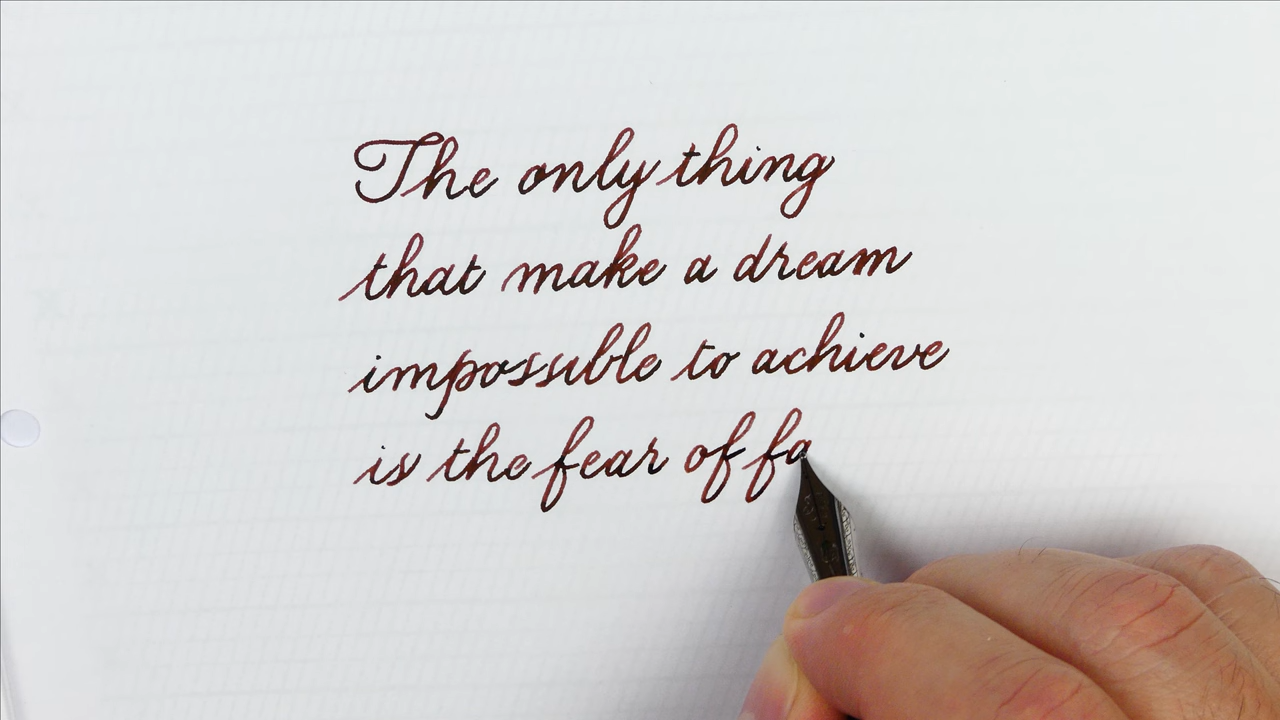 The only thing
that make a dream
impossible to achieve
is the fear of fa